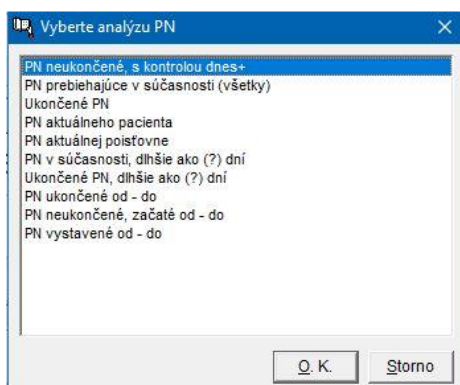 Vyberte analýzu PN
PN neukončené, s kontrolou dnes+
PN prebiehajúce v súčasnosti (všetky)
Ukončené PN
PN aktuálneho pacienta
PN aktuálnej poisťovne
PN v súčasnosti, dlhšie ako (?) dní
Ukončené PN, dlhšie ako (?) dní
PN ukončené od - do
PN neukončené, začaté od - do
PN vystavené od - do
O. K.
Storno